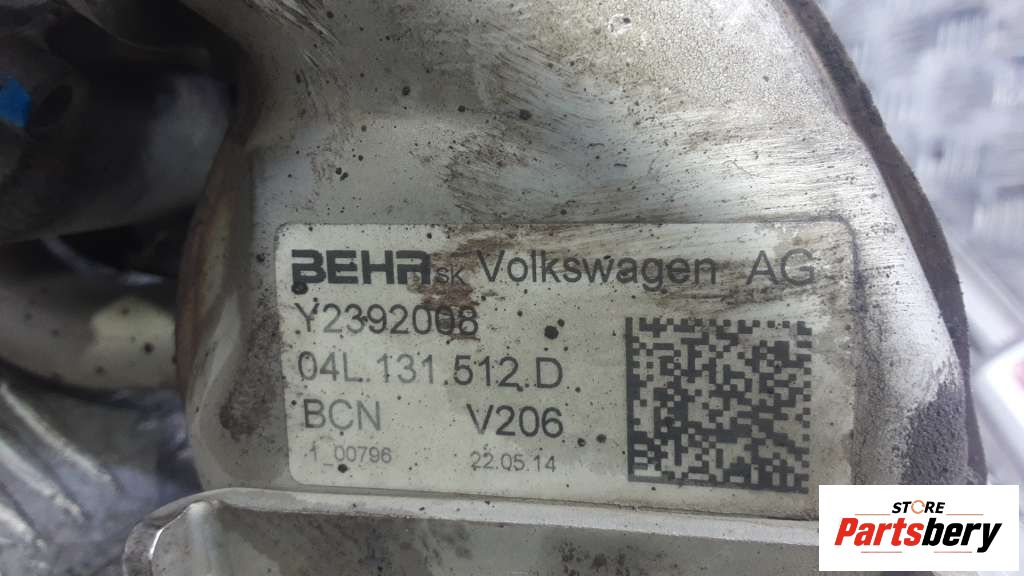 BEHR SK Volkswagen AG
Y2392008
04L.131.512.D
BCN V206
1_00796 22.05.14
STORE
Partsbery